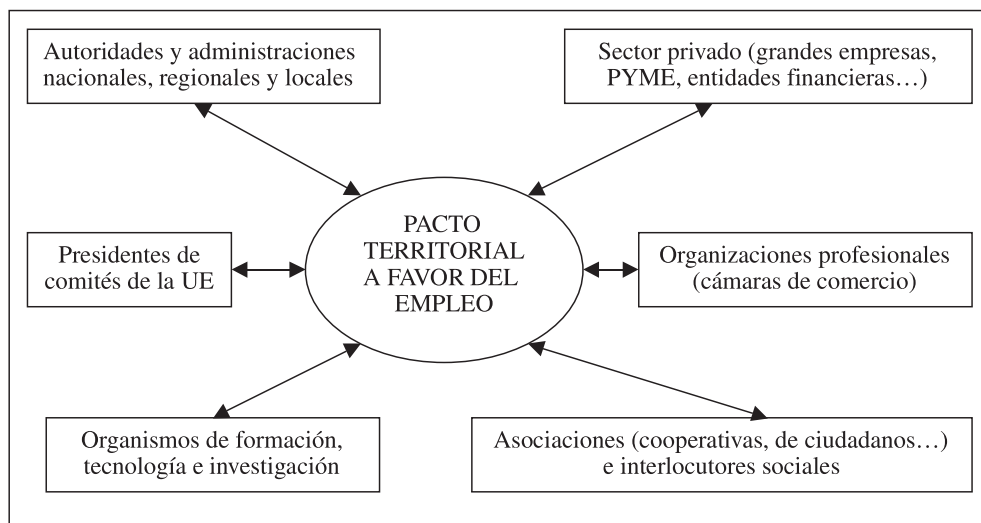 Autoridades y administraciones
nacionales, regionales y locales
Sector privado (grandes empresas,
PYME, entidades financieras…)
Presidentes de
comités de la UE
PACTO
TERRITORIAL
A FAVOR DEL
EMPLEO
Organizaciones profesionales
(cámaras de comercio)
Organismos de formación,
tecnología e investigación
Asociaciones (cooperativas, de ciudadanos…)
e interlocutores sociales